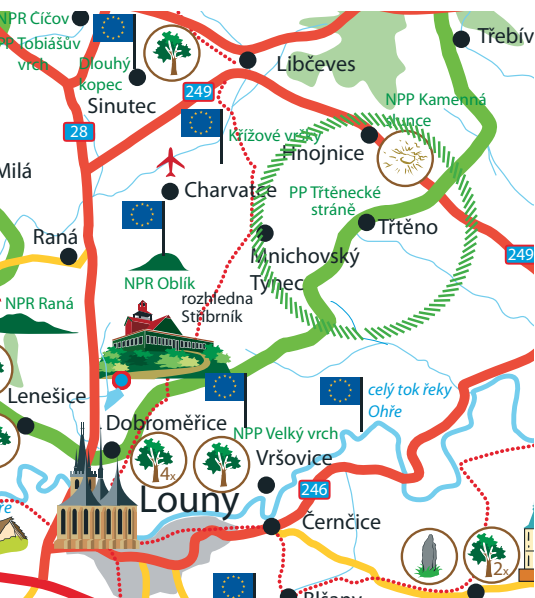 NPR Číčov
PP Tobiášův
vrch
Dlouhý
kopec
Sinutec
Libčeves
Třebív
249
28
NPP Kamenná
slunce
Křížové vršky
Hnojnice
Milá
Charvatce
PP Třtěnecké
stráně
Třtěno
Raná
Mnichovský
Týnec
249
NPR Oblík
NPR Raná
rozhledna
Stříbrník
celý tok řeky
Ohře
Lenešice
Dobroměřice
NPP Velký vrch
Vršovice
4x
246
Louny
Černčice
2x